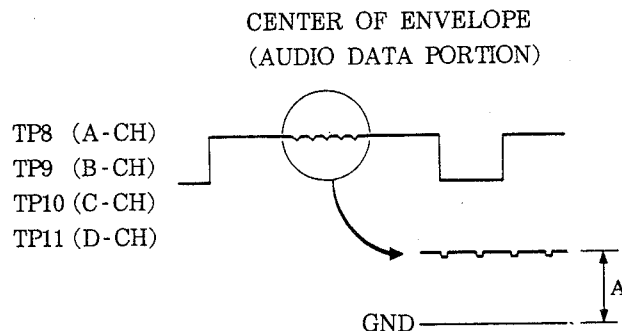 CENTER OF ENVELOPE
(AUDIO DATA PORTION)
TP8 (A-CH)
TP9 (B-CH)
TP10 (C-CH)
TP11 (D-CH)
A
GND